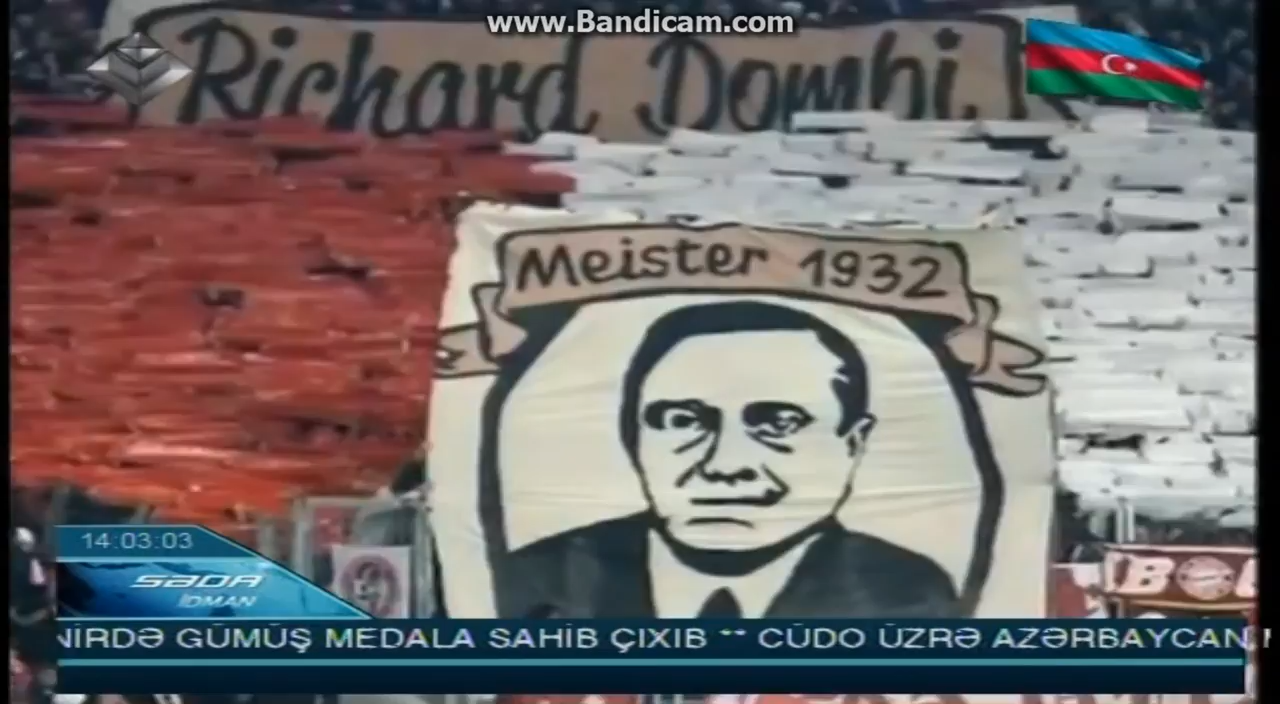 www.Bandicam.com
Richard Dombi
Meister 1932
14:03:03
SƏDA
İDMAN
NİRDƏ GÜMÜŞ MEDALA SAHİB ÇIXIB ** CÜDO ÜZRƏ AZƏRBAYCAN